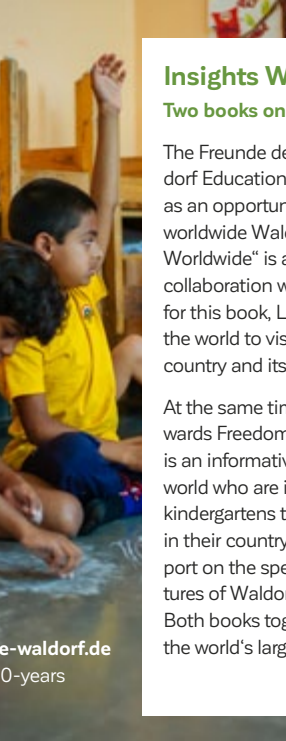 Insights W
Two books on
The Freunde de
dorf Education
as an opportun
worldwide Wal
Worldwide“ is a
collaboration w
for this book, L
the world to vis
country and its
At the same tim
wards Freedom
is an informativ
world who are i
kindergartens t
in their country
port on the spe
tures of Waldor
Both books tog
the world‘s larg
e-waldorf.de
0-years